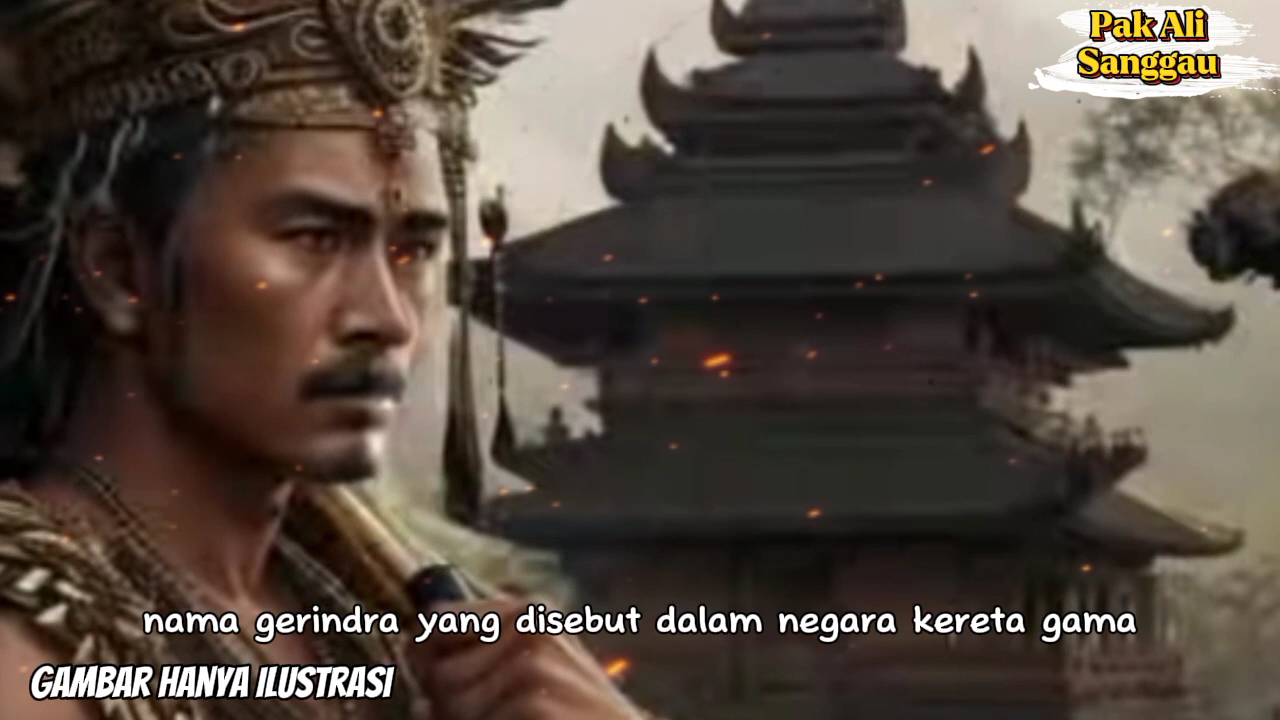 Pak Ali
Sanggau
nama gerindra yang disebut dalam negara kereta gama
GAMBAR HANYA ILUSTRASI